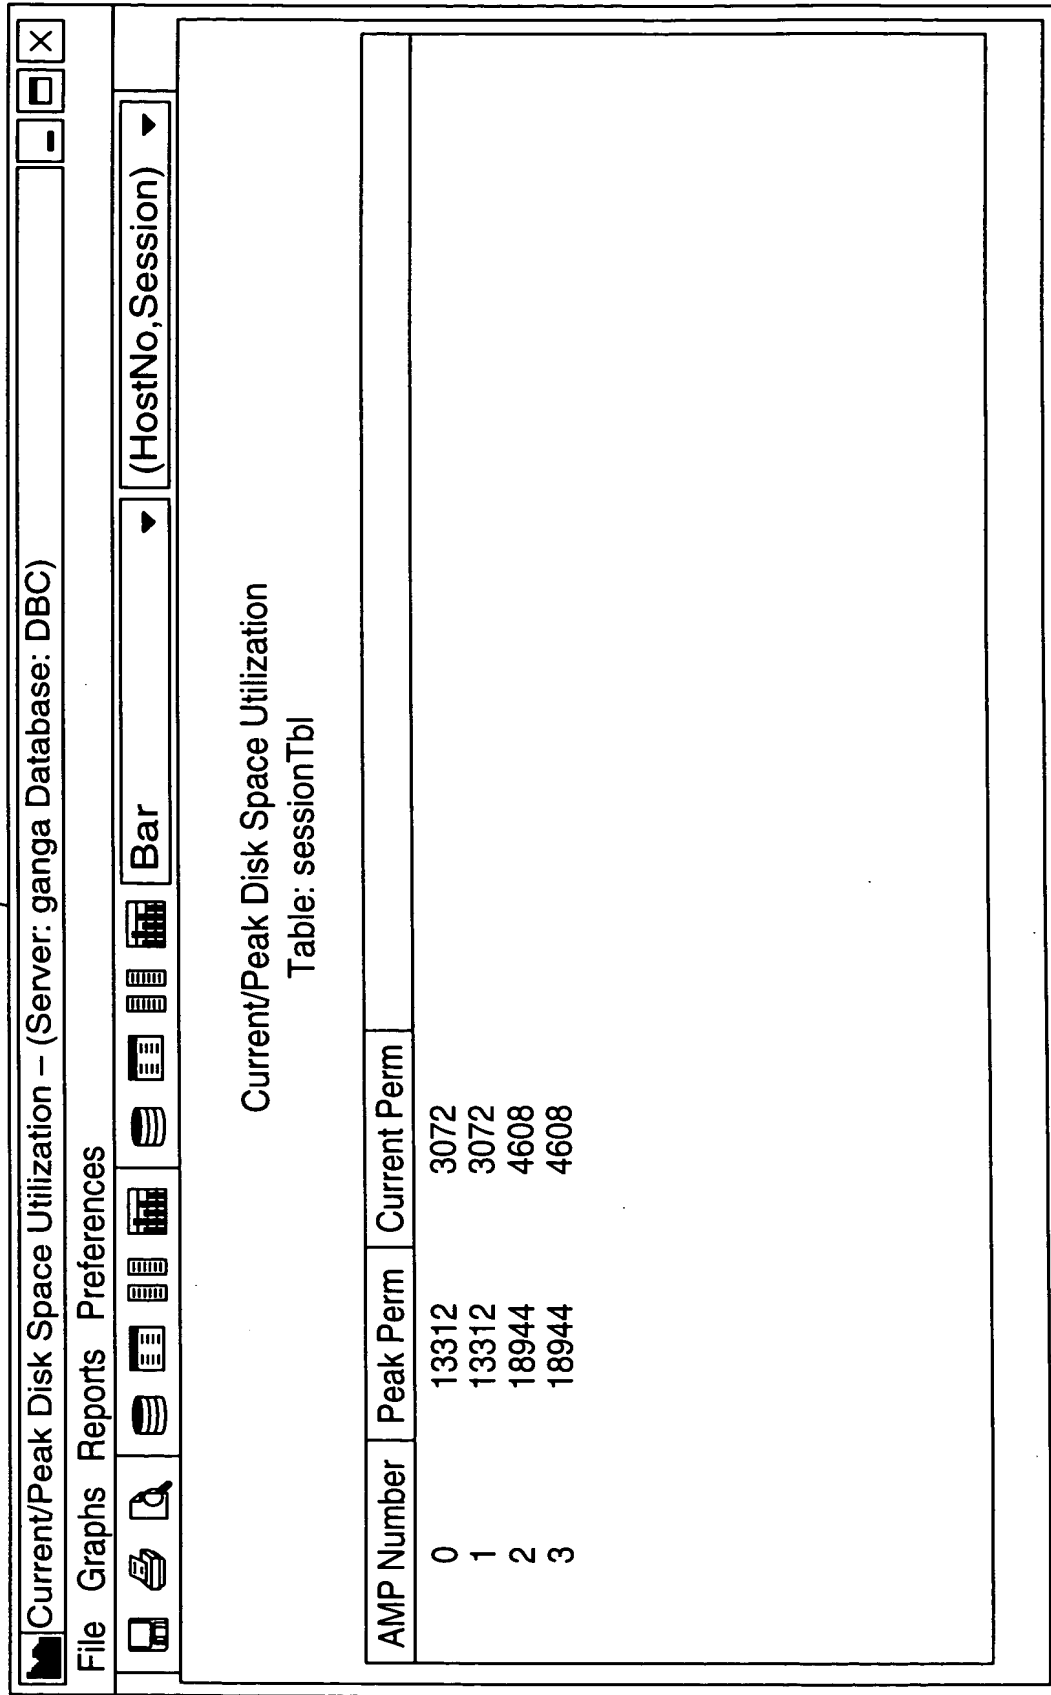 Current/Peak Disk Space Utilization – (Server: ganga Database: DBC)
File Graphs Reports Preferences
Bar (HostNo,Session)
Current/Peak Disk Space Utilization
Table: sessionTbl
AMP Number Peak Perm Current Perm
0 13312 3072
1 13312 3072
2 18944 4608
3 18944 4608